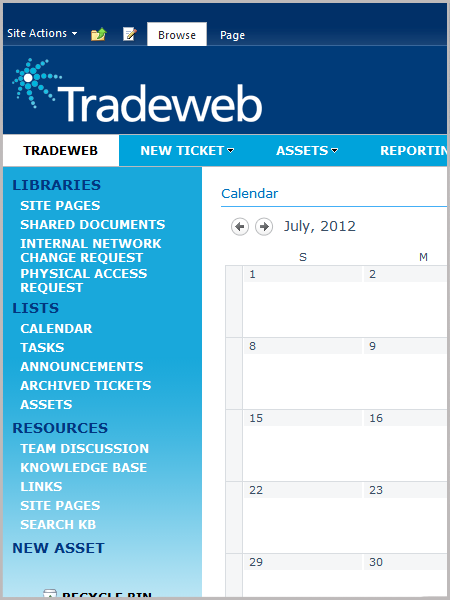 Site Actions
Browse
Page
Tradeweb
TRADEWEB
NEW TICKET
ASSETS
LIBRARIES
SITE PAGES
SHARED DOCUMENTS
INTERNAL NETWORK
CHANGE REQUEST
PHYSICAL ACCESS
REQUEST
LISTS
CALENDAR
TASKS
ANNOUNCEMENTS
ARCHIVED TICKETS
ASSETS
RESOURCES
TEAM DISCUSSION
KNOWLEDGE BASE
LINKS
SITE PAGES
SEARCH KB
NEW ASSET
RECYCLE BIN
Calendar
July, 2012
S M
1 2
8 9
15 16
22 23
29 30